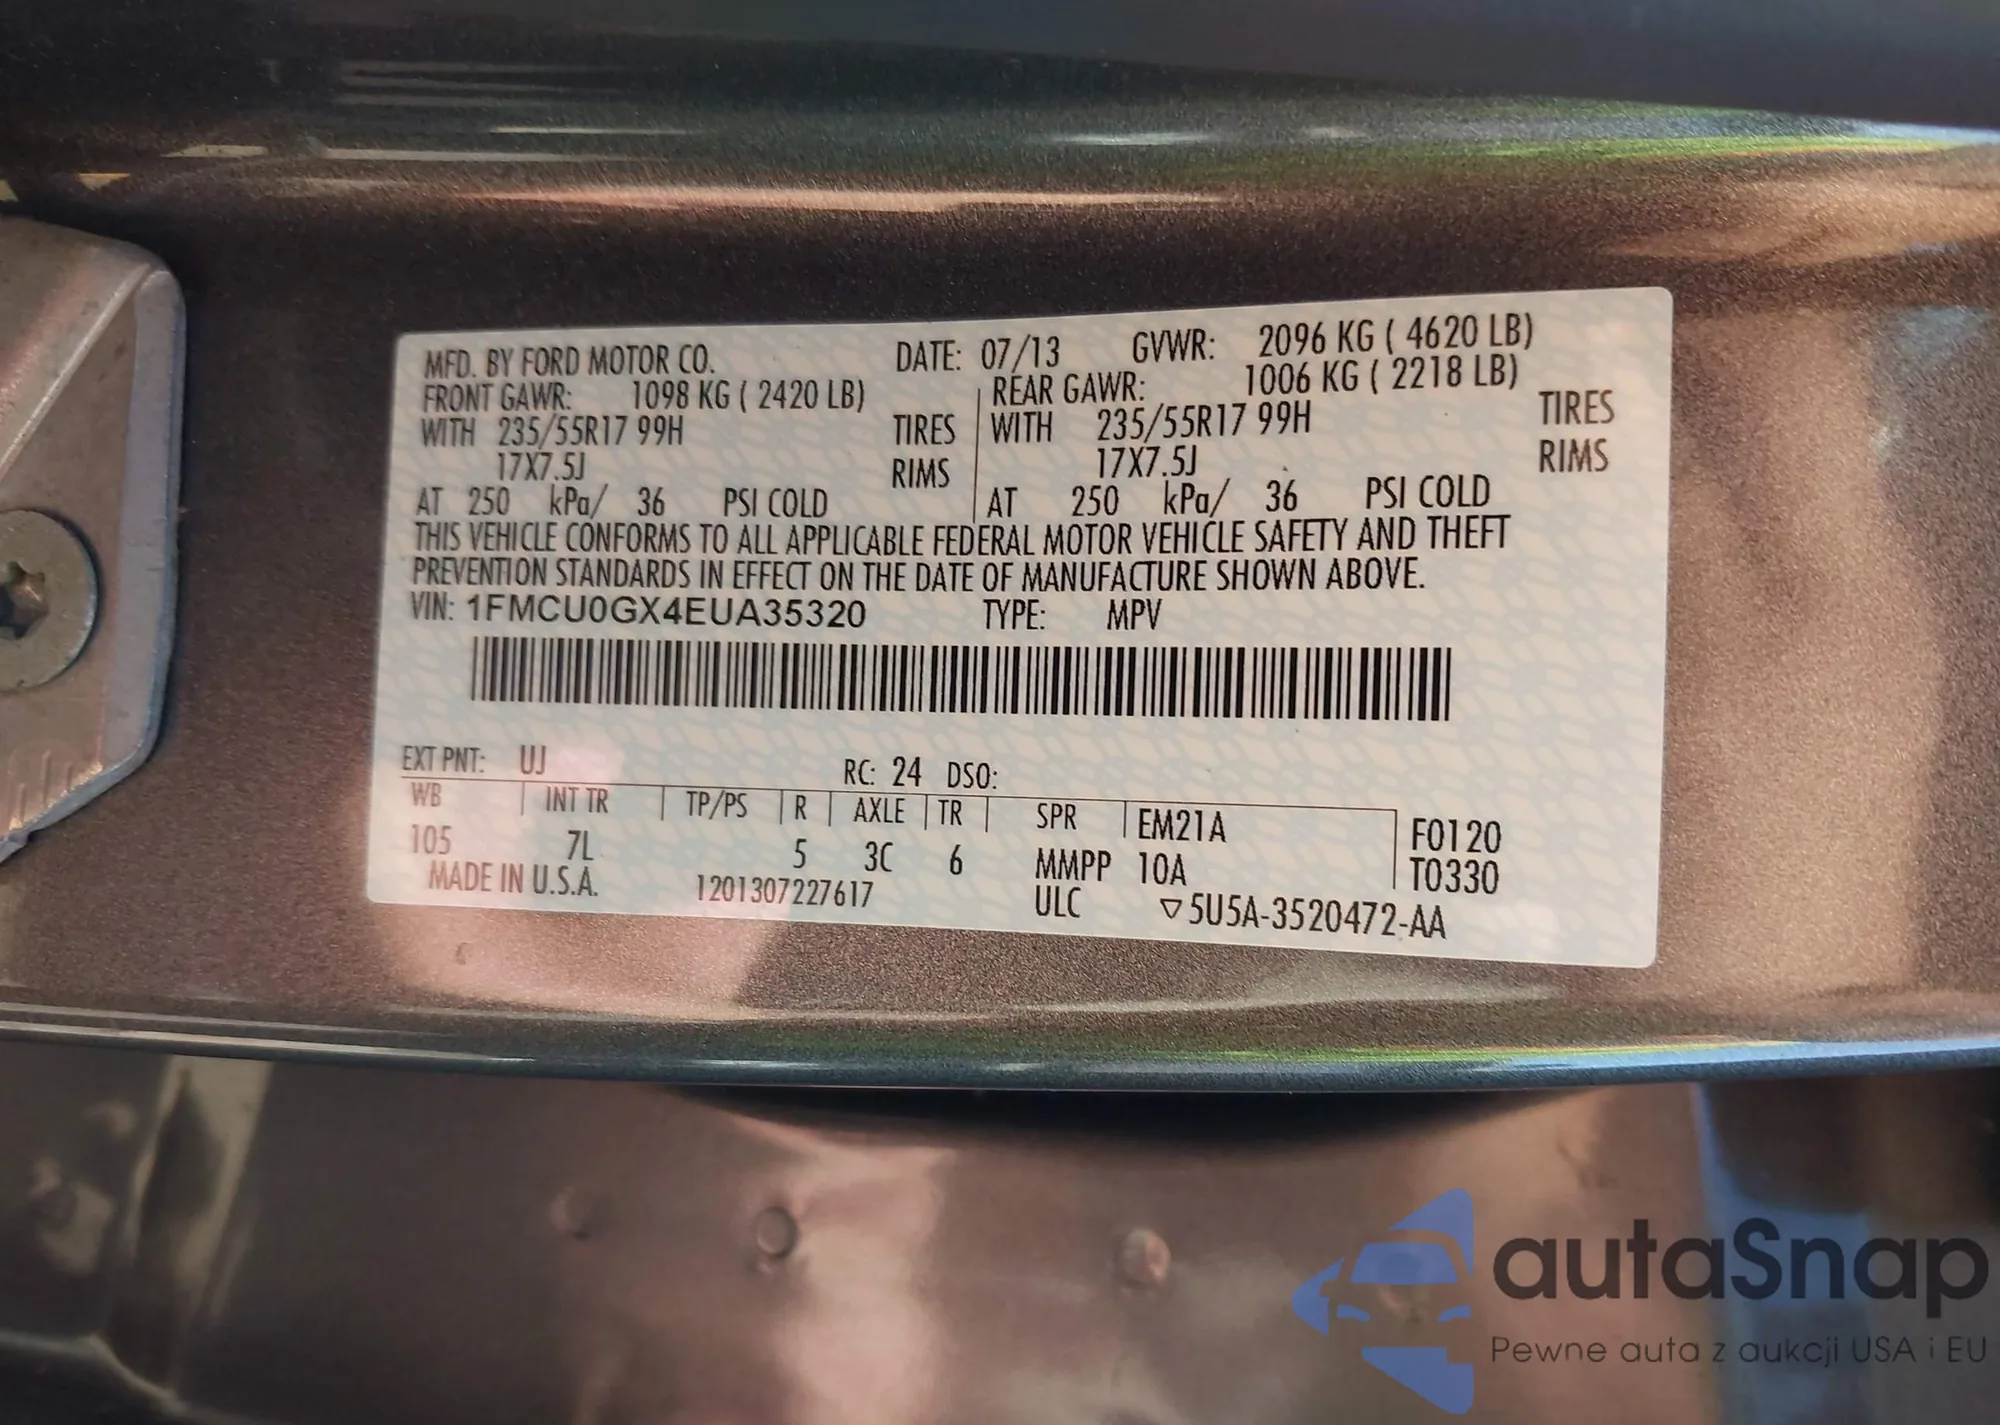 MFD. BY FORD MOTOR CO. DATE: 07/13 GVWR: 2096 KG ( 4620 LB)
FRONT GAWR: 1098 KG ( 2420 LB) REAR GAWR: 1006 KG ( 2218 LB)
WITH 235/55R17 99H TIRES WITH 235/55R17 99H TIRES
17X7.5J RIMS 17X7.5J RIMS
AT 250 kPa/ 36 PSI COLD AT 250 kPa/ 36 PSI COLD
THIS VEHICLE CONFORMS TO ALL APPLICABLE FEDERAL MOTOR VEHICLE SAFETY AND THEFT
PREVENTION STANDARDS IN EFFECT ON THE DATE OF MANUFACTURE SHOWN ABOVE.
VIN: 1FMCU0GX4EUA35320 TYPE: MPV
EXT PNT: UJ RC: 24 DSO:
WB INT TR TP/PS R AXLE TR SPR EM21A F0120
105 7L 5 3C 6 MMPP 10A T0330
MADE IN U.S.A. 1201307227617 ULC ▽5U5A-3520472-AA
autaSnap
Pewne auta z aukcji USA i EU